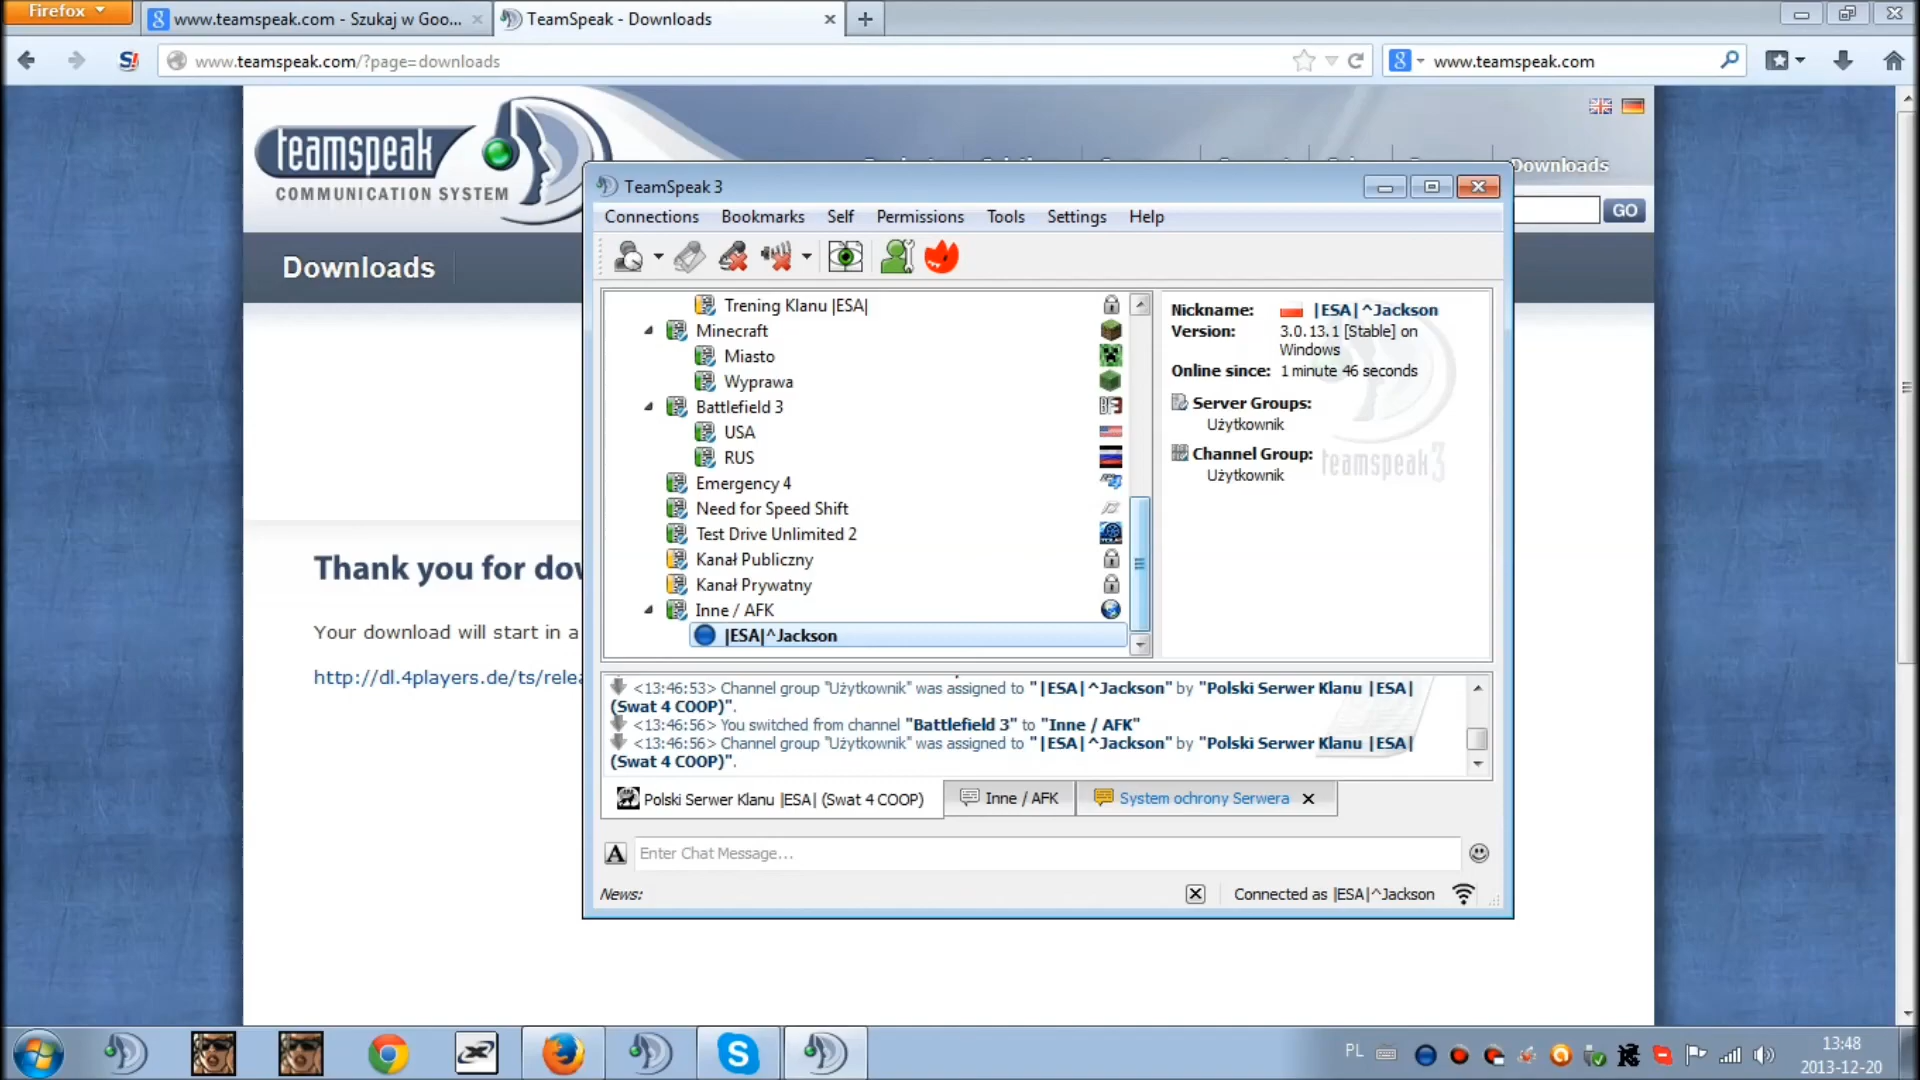 Firefox
www.teamspeak.com - Szukaj w Goo...
TeamSpeak - Downloads
www.teamspeak.com/?page=downloads
www.teamspeak.com
teamspeak
COMMUNICATION SYSTEM
Downloads
GO
Downloads
Thank you for do
Your download will start in a
http://dl.4players.de/ts/relea
TeamSpeak 3
Connections Bookmarks Self Permissions Tools Settings Help
Trening Klanu |ESA|
Minecraft
Miasto
Wyprawa
Battlefield 3
USA
RUS
Emergency 4
Need for Speed Shift
Test Drive Unlimited 2
Kanał Publiczny
Kanał Prywatny
Inne / AFK
|ESA|^Jackson
Nickname: |ESA|^Jackson
Version: 3.0.13.1 [Stable] on
Windows
Online since: 1 minute 46 seconds
Server Groups:
Użytkownik
Channel Group:
Użytkownik
teamspeak3
<13:46:53> Channel group "Użytkownik" was assigned to "|ESA|^Jackson" by "Polski Serwer Klanu |ESA|
(Swat 4 COOP)".
<13:46:56> You switched from channel "Battlefield 3" to "Inne / AFK"
<13:46:56> Channel group "Użytkownik" was assigned to "|ESA|^Jackson" by "Polski Serwer Klanu |ESA|
(Swat 4 COOP)".
Polski Serwer Klanu |ESA| (Swat 4 COOP)
Inne / AFK
System ochrony Serwera
Enter Chat Message...
News:
Connected as |ESA|^Jackson
PL
13:48
2013-12-20